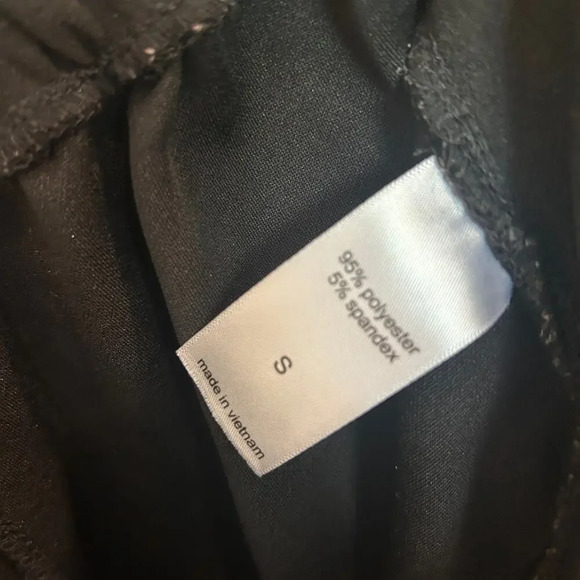 95% polyester
5% spandex
S
made in vietnam